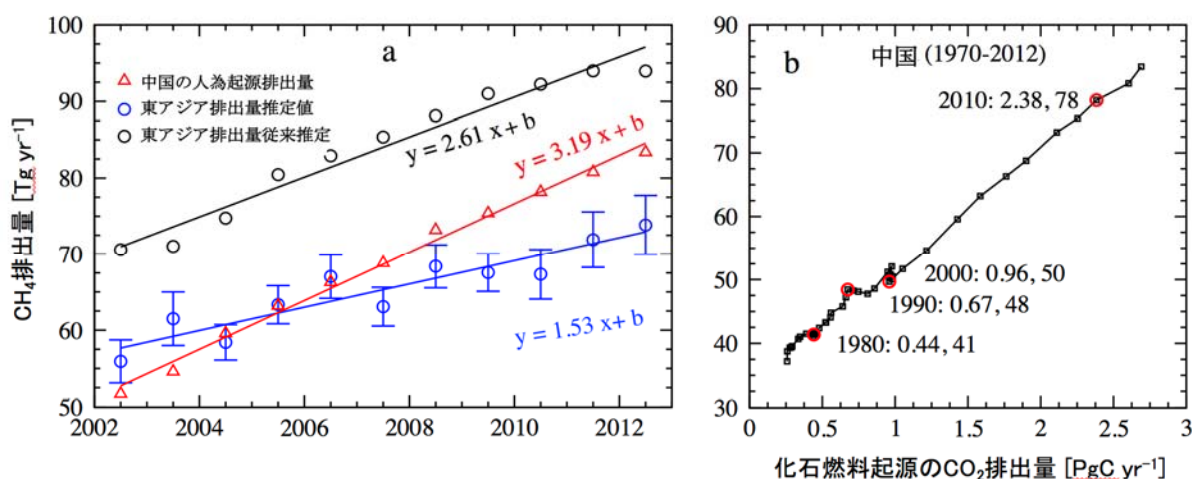 a
中国の人為起源排出量
東アジア排出量推定値
東アジア排出量従来推定
y = 2.61 x + b
y = 3.19 x + b
y = 1.53 x + b
CH₄排出量 [Tg yr⁻¹]
100
90
80
70
60
50
2002
2004
2006
2008
2010
2012
b
中国 (1970-2012)
2010: 2.38, 78
2000: 0.96, 50
1990: 0.67, 48
1980: 0.44, 41
90
80
70
60
50
40
30
0
0.5
1
1.5
2
2.5
3
化石燃料起源のCO₂排出量 [PgC yr⁻¹]